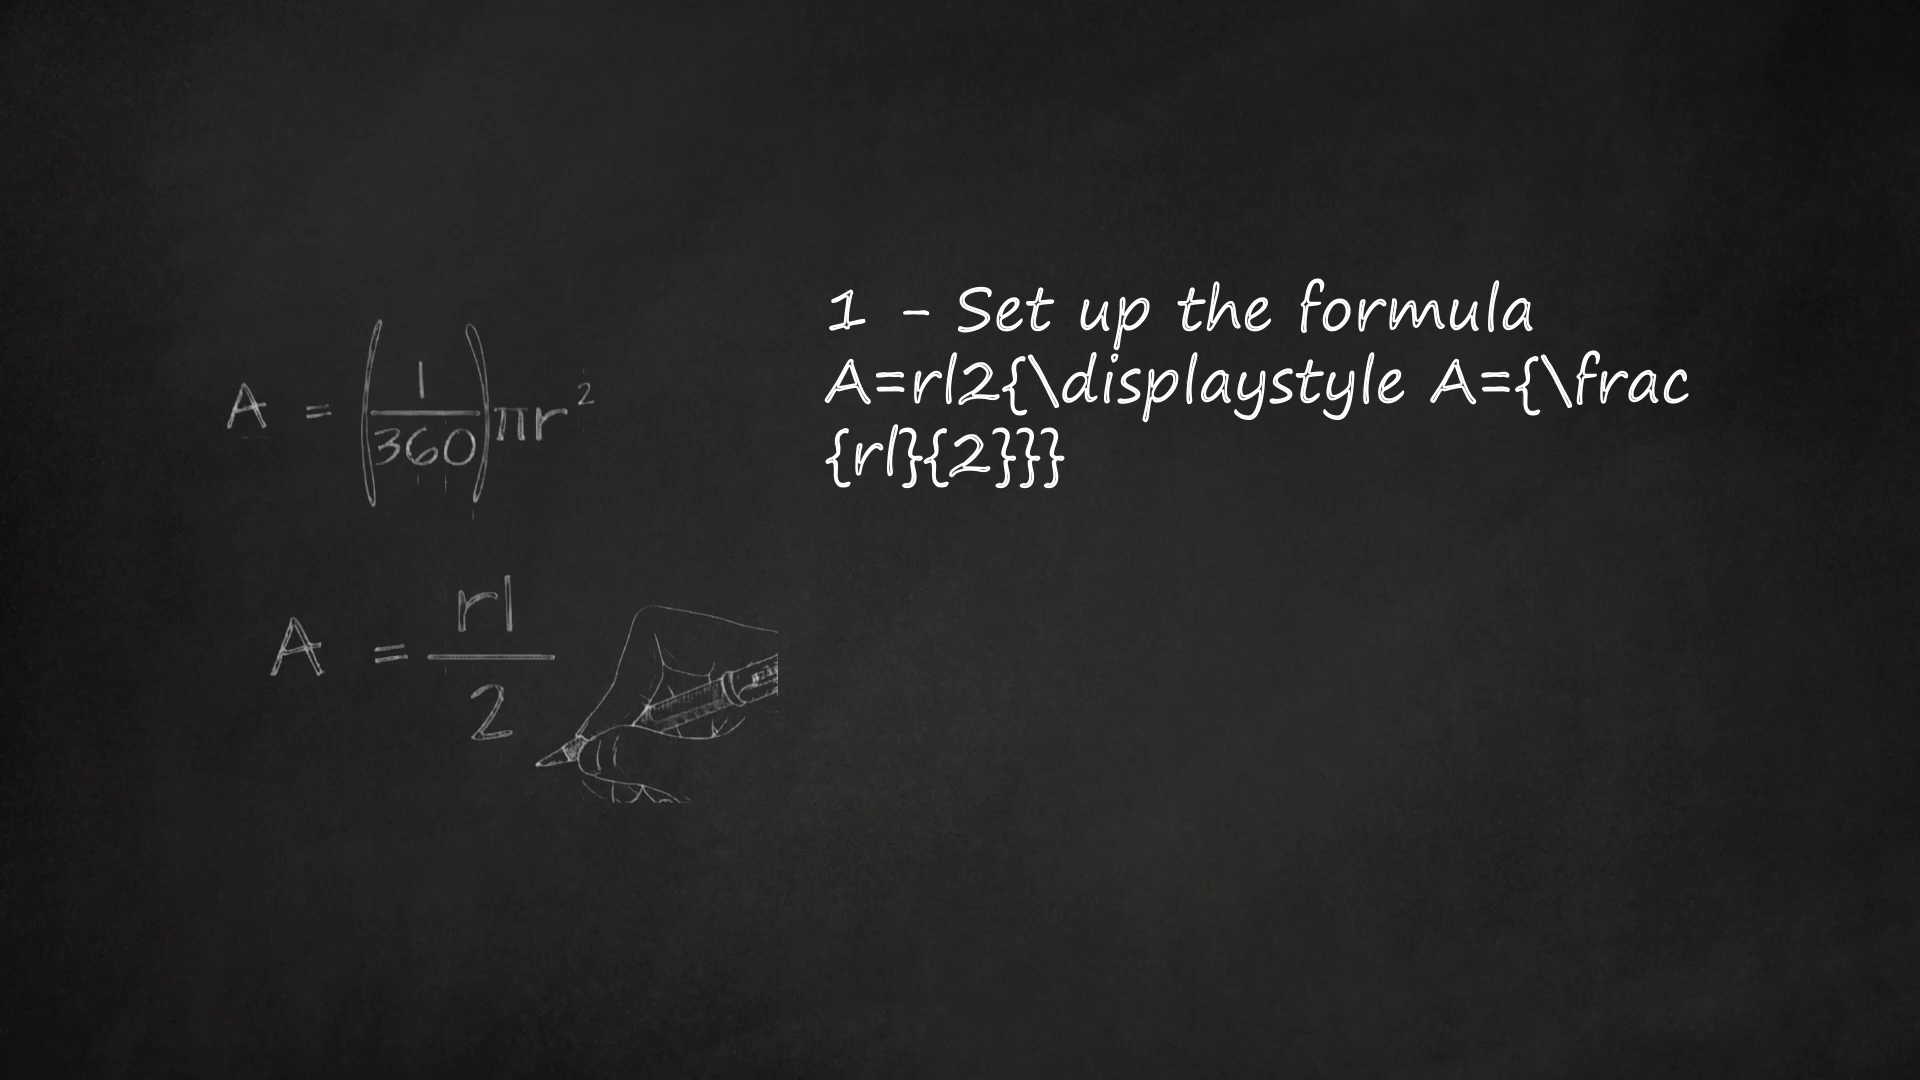 A = (1/360)πr²
A = rl/2
1 - Set up the formula
A=rl2{\displaystyle A={\frac
{rl}{2}}}